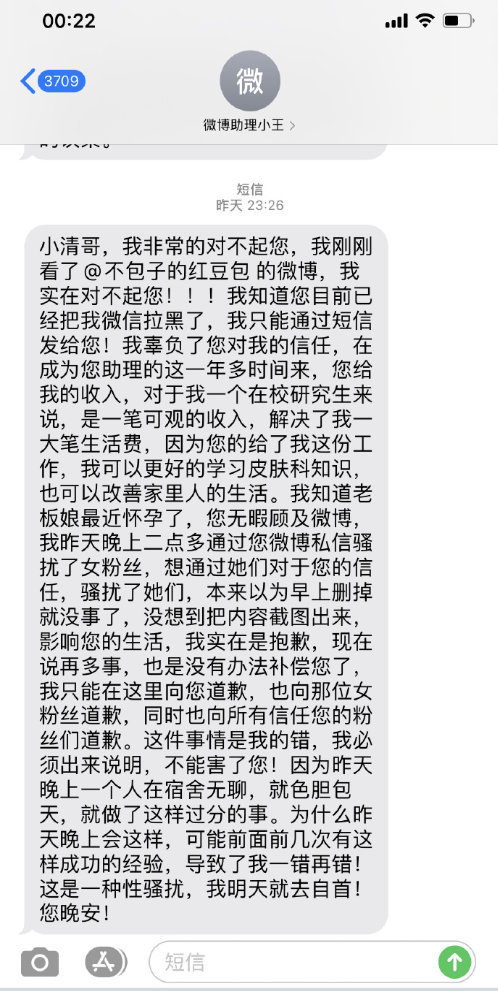 00:22
3709
微
微博助理小王
短信
昨天 23:26
小清哥，我非常的对不起您，我刚刚
看了@不包子的红豆包 的微博，我
实在对不起您！！！我知道您目前已
经把我微信拉黑了，我只能通过短信
发给您！我辜负了您对我的信任，在
成为您助理的这一年多时间来，您给
我的收入，对于我一个在校研究生来
说，是一笔可观的收入，解决了我一
大笔生活费，因为您的给了我这份工
作，我可以更好的学习皮肤科知识，
也可以改善家里人的生活。我知道老
板娘最近怀孕了，您无暇顾及微博，
我昨天晚上二点多通过您微博私信骚
扰了女粉丝，想通过她们对于您的信
任，骚扰了她们，本来以为早上删掉
就没事了，没想到把内容截图出来，
影响您的生活，我实在是抱歉，现在
说再多事，也是没有办法补偿您了，
我只能在这里向您道歉，也向那位女
粉丝道歉，同时也向所有信任您的粉
丝们道歉。这件事情是我的错，我必
须出来说明，不能害了您！因为昨天
晚上一个人在宿舍无聊，就色胆包
天，就做了这样过分的事。为什么昨
天晚上会这样，可能前面前几次有这
样成功的经验，导致了我一错再错！
这是一种性骚扰，我明天就去自首！
您晚安！
短信